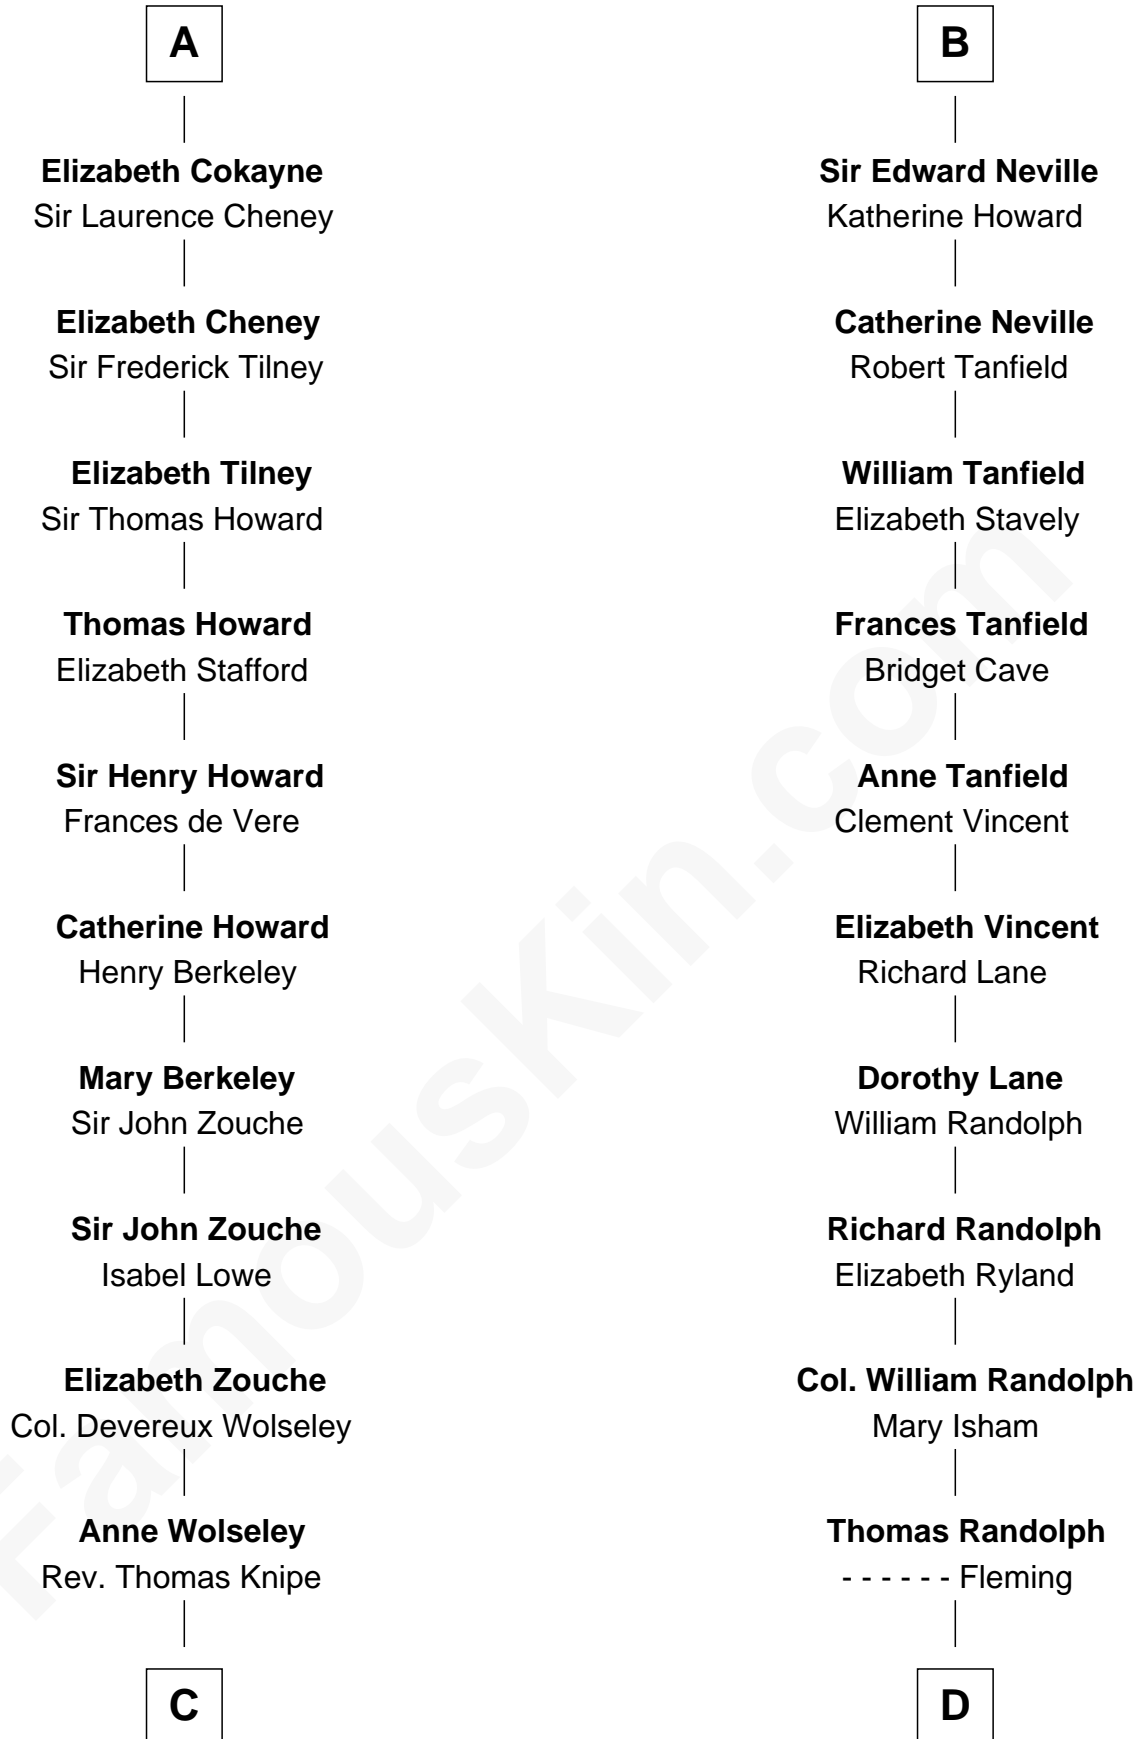 A
Elizabeth Cokayne
Sir Laurence Cheney
Elizabeth Cheney
Sir Frederick Tilney
Elizabeth Tilney
Sir Thomas Howard
Thomas Howard
Elizabeth Stafford
Sir Henry Howard
Frances de Vere
Catherine Howard
Henry Berkeley
Mary Berkeley
Sir John Zouche
Sir John Zouche
Isabel Lowe
Elizabeth Zouche
Col. Devereux Wolseley
Anne Wolseley
Rev. Thomas Knipe
C
B
Sir Edward Neville
Katherine Howard
Catherine Neville
Robert Tanfield
William Tanfield
Elizabeth Stavely
Frances Tanfield
Bridget Cave
Anne Tanfield
Clement Vincent
Elizabeth Vincent
Richard Lane
Dorothy Lane
William Randolph
Richard Randolph
Elizabeth Ryland
Col. William Randolph
Mary Isham
Thomas Randolph
- - - - - - Fleming
D
FamousKin.com